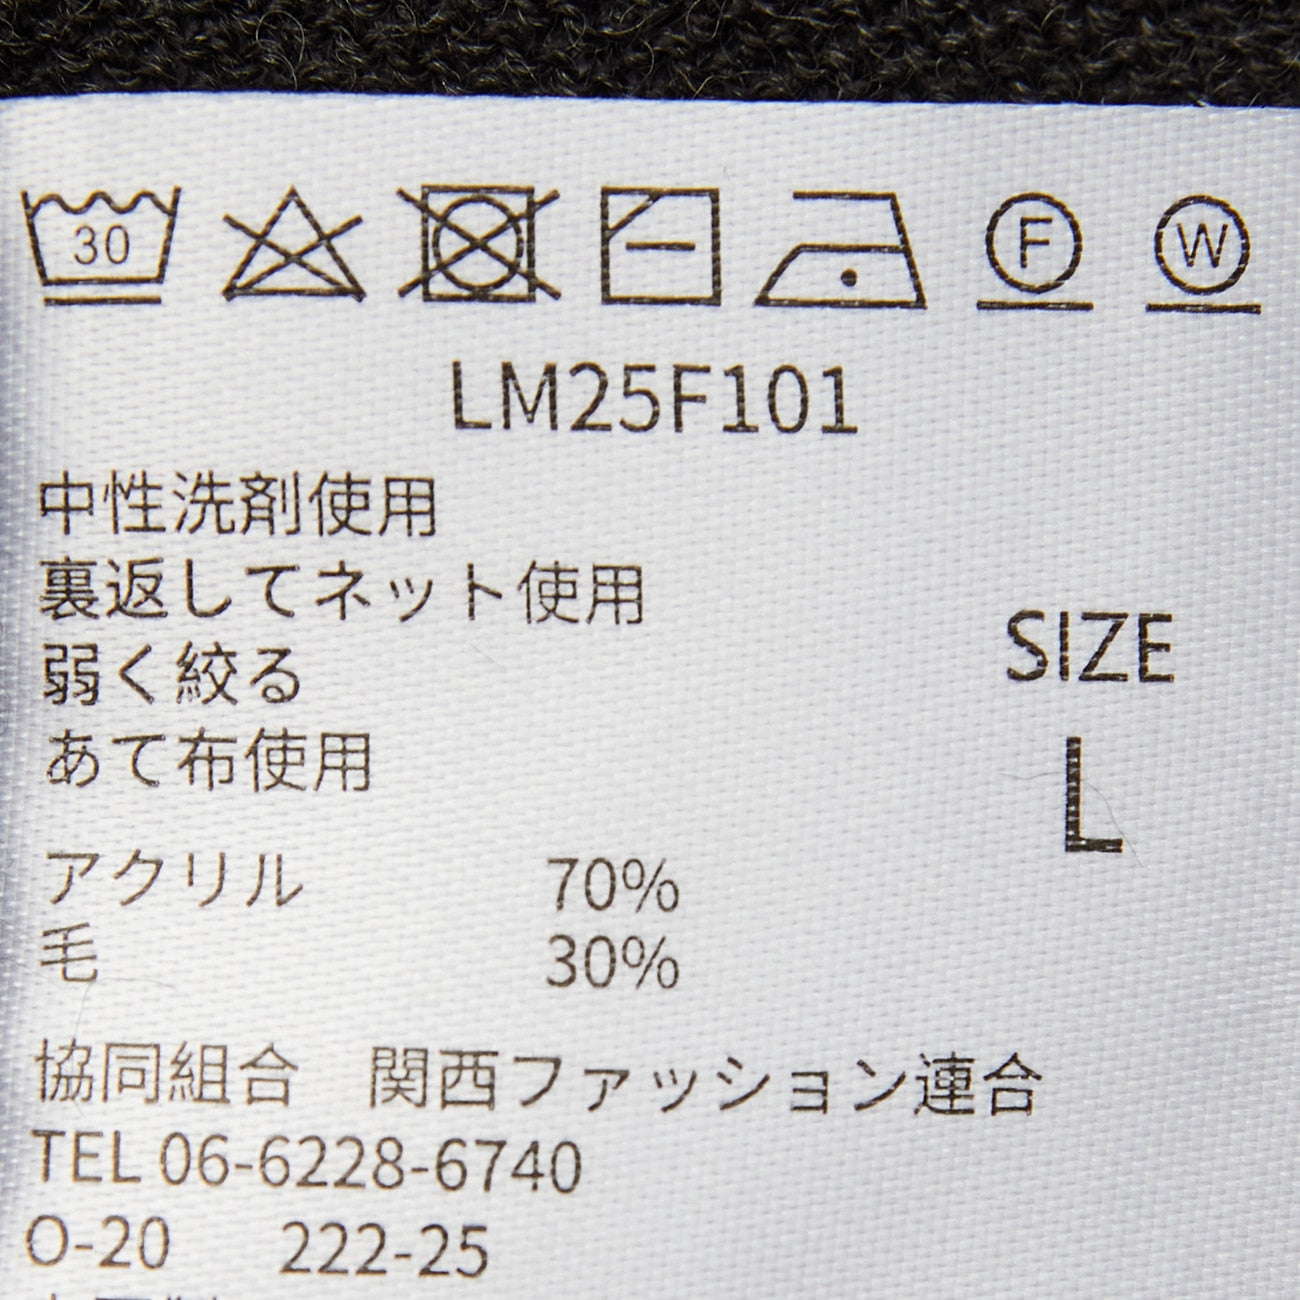 30 F W
LM25F101
中性洗剤使用
裏返してネット使用
弱く絞る
あて布使用
SIZE
L
アクリル 70%
毛 30%
協同組合 関西ファッション連合
TEL 06-6228-6740
O-20 222-25